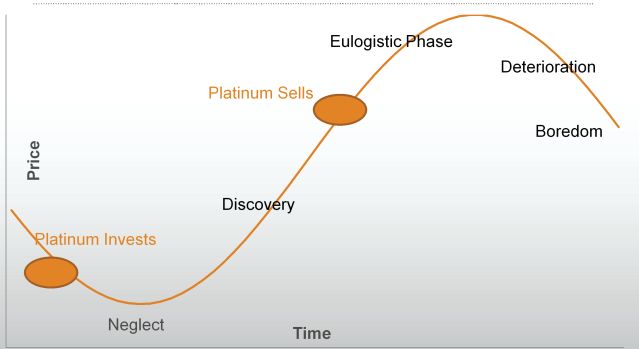 Eulogistic Phase
Deterioration
Platinum Sells
Boredom
Price
Discovery
Platinum Invests
Neglect
Time